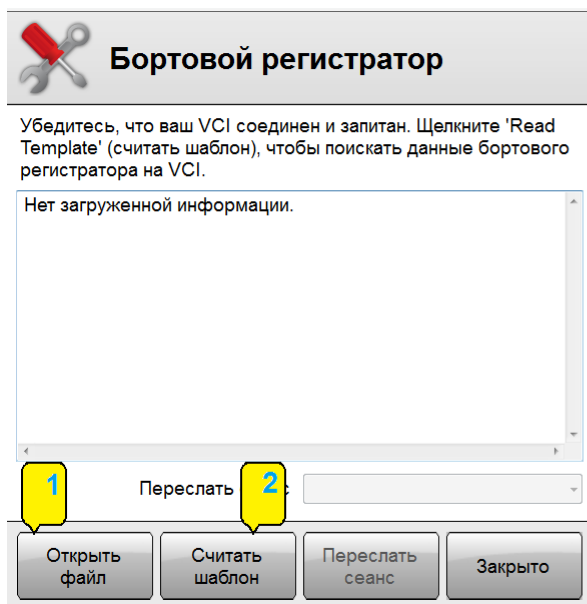 Бортовой регистратор
Убедитесь, что ваш VCI соединен и запитан. Щелкните 'Read
Template' (считать шаблон), чтобы поискать данные бортового
регистратора на VCI.
Нет загруженной информации.
1
2
Переслать с
Открыть
файл
Считать
шаблон
Переслать
сеанс
Закрыто